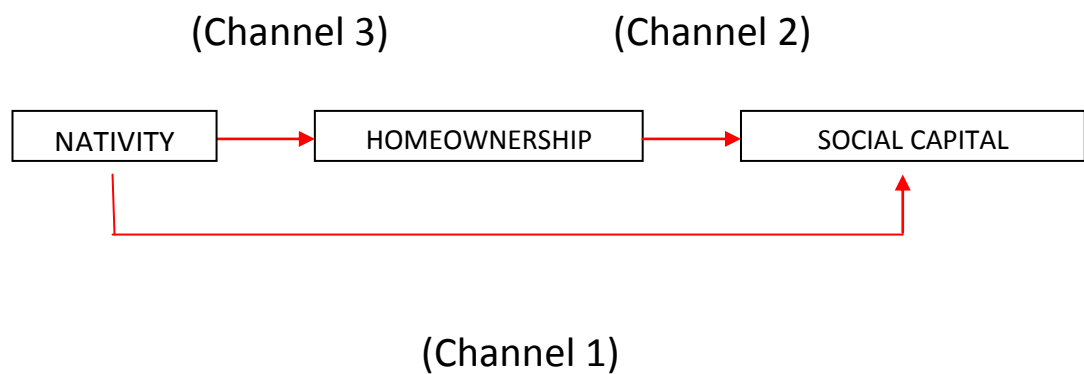 (Channel 3)
(Channel 2)
NATIVITY
HOMEOWNERSHIP
SOCIAL CAPITAL
(Channel 1)